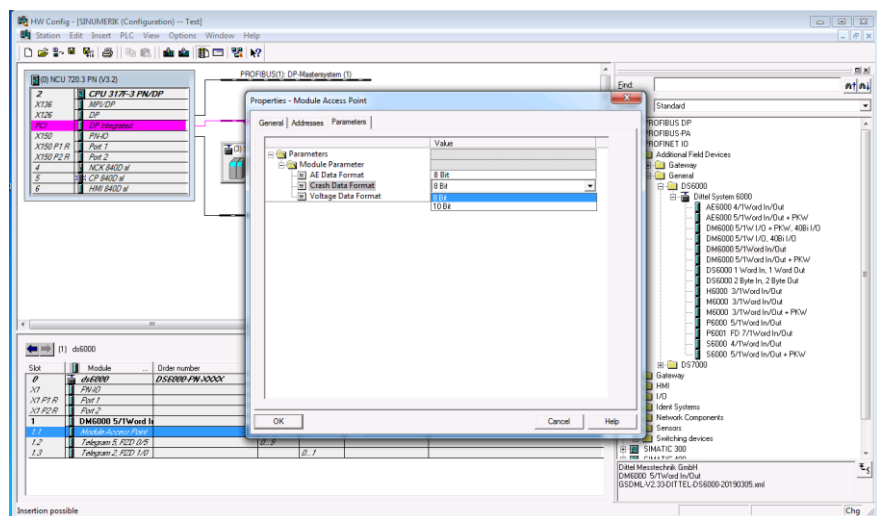 HW Config - [SINUMERIK (Configuration) -- Test]
Station Edit Insert PLC View Options Window Help
(0) NCU 720.3 PN (V3.2)
2 CPU 317F-3 PN/DP
X136 MPI/DP
X126 DP
PCI DP Integrated
X150 PN-IO
X150 P1 R Port 1
X150 P2 R Port 2
4 NCK 840D sl
5 CP 840D sl
6 HMI 840D sl
PROFIBUS(1): DP-Mastersystem (1)
(3)
Properties - Module Access Point
General Addresses Parameters
Value
Parameters
Module Parameter
AE Data Format 8 Bit
Crash Data Format 8 Bit
Voltage Data Format 8 Bit
10 Bit
OK Cancel Help
Find:
Standard
ROFIBUS DP
ROFIBUS-PA
ROFINET IO
Additional Field Devices
Gateway
General
DS6000
Dittel System 6000
AE6000 4/1Word In/Out
AE6000 5/1Word In/Out + PKW
DM6000 5/1W I/O + PKW, 40Bi I/O
DM6000 5/1W I/O, 40Bi I/O
DM6000 5/1Word In/Out
DM6000 5/1Word In/Out + PKW
DS6000 1 Word In, 1 Word Out
DS6000 2 Byte In, 2 Byte Out
H6000 3/1Word In/Out
M6000 3/1Word In/Out
M6000 3/1Word In/Out + PKW
P6000 5/1Word In/Out
P6001 FD 7/1Word In/Out
S6000 4/1Word In/Out
S6000 5/1Word In/Out + PKW
DS7000
Gateway
HMI
I/O
Ident Systems
Network Components
Sensors
Switching devices
SIMATIC 300
SIMATIC 400
Dittel Messtechnik GmbH
DM6000 5/1Word In/Out
GSDML-V2.33-DITTEL-DS6000-20190305.xml
(1) ds6000
Slot Module ... Order number
0 ds6000 DS6000-PN-XXXX
X1 PN-IO
X1 P1 R Port 1
X1 P2 R Port 2
1 DM6000 5/1Word In
1.1 Module Access Point
1.2 Telegram 5, PZD 0/5 0...9
1.3 Telegram 2, PZD 1/0 0...1
Insertion possible Chg